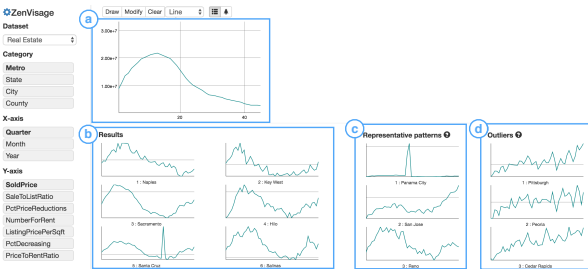 ZenVisage
Dataset
Real Estate
Category
Metro
State
City
County
X-axis
Quarter
Month
Year
Y-axis
SoldPrice
SaleToListRatio
PctPriceReductions
NumberForRent
ListingPricePerSqft
PctDecreasing
PriceToRentRatio
Draw Modify Clear Line
a
3.00e+7
2.00e+7
1.00e+7
20 40
b
Results
1 : Naples
2 : Key West
3 : Sacramento
4 : Hilo
5 : Santa Cruz
6 : Salinas
c
Representative patterns ?
1 : Panama City
2 : San Jose
3 : Reno
d
Outliers ?
1 : Pittsburgh
2 : Peoria
3 : Cedar Rapids